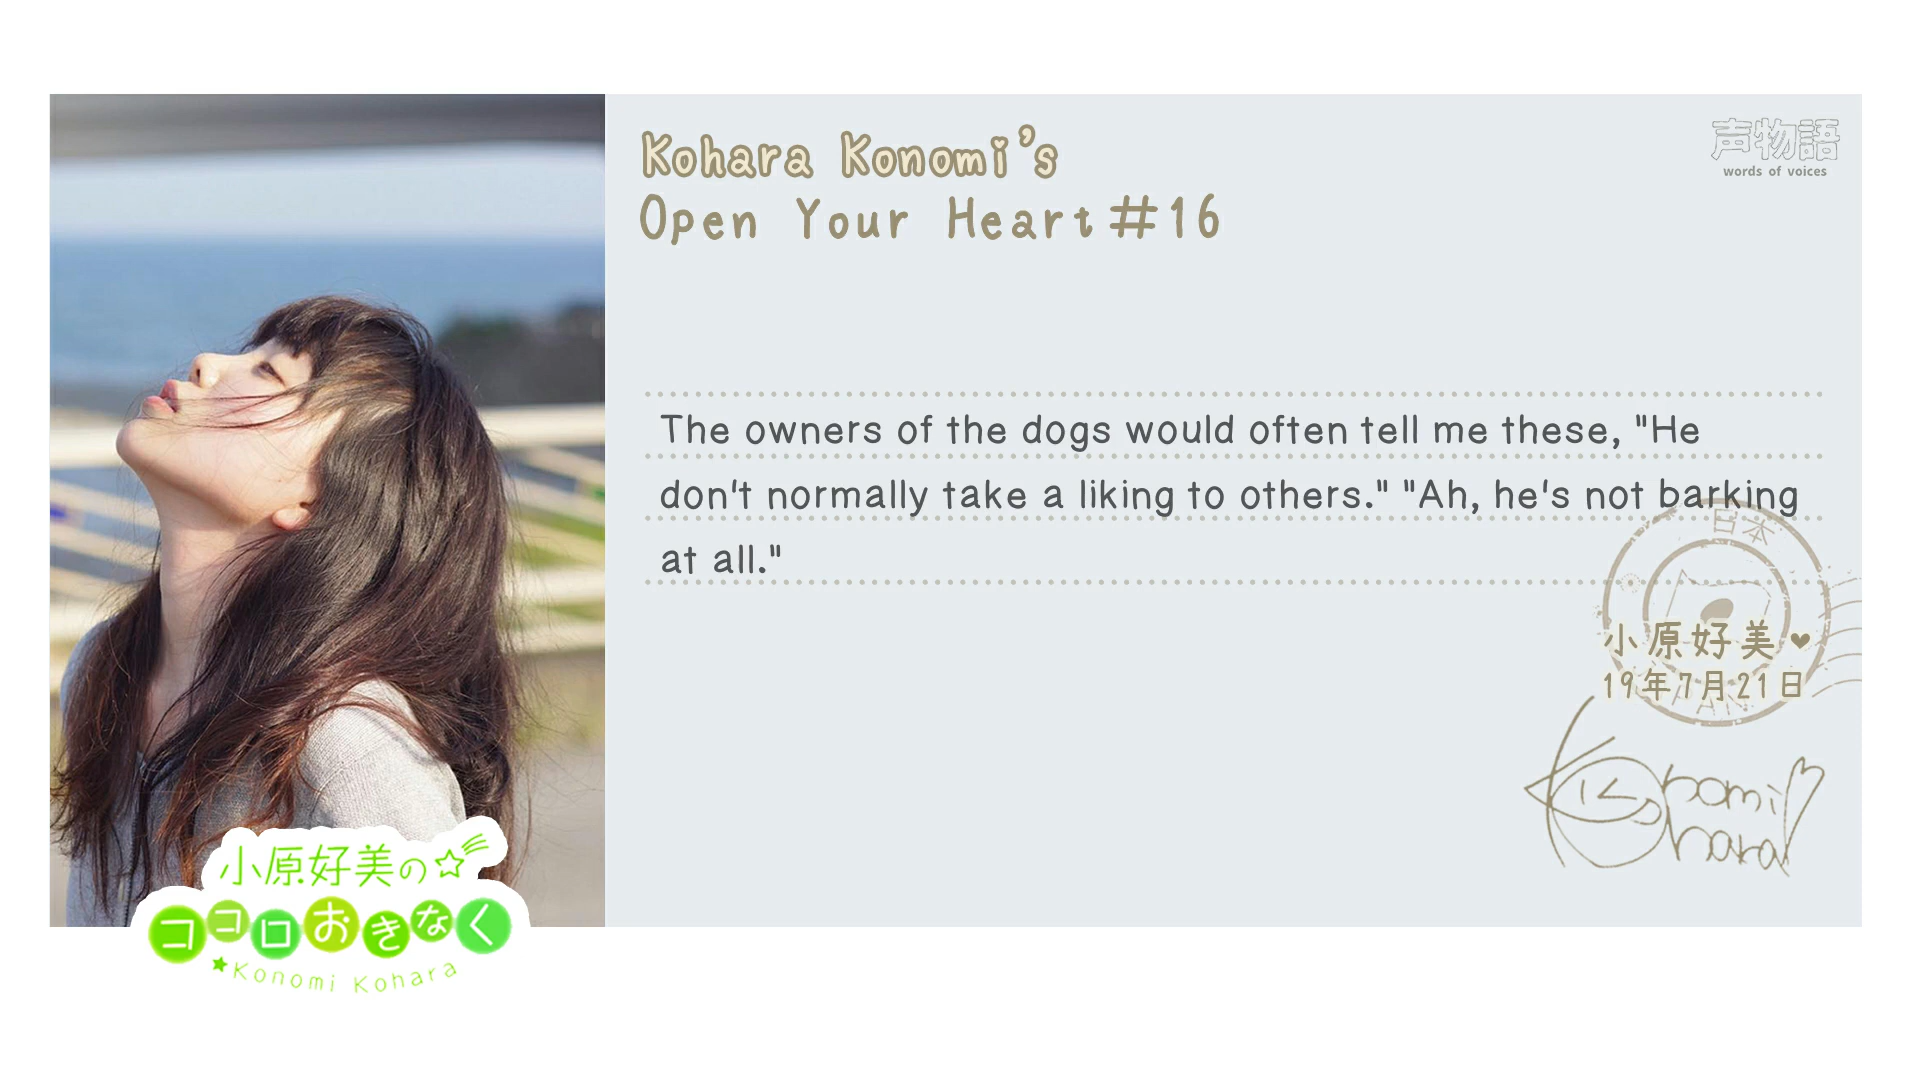 Kohara Konomi's
Open Your Heart#16
声物語
words of voices
The owners of the dogs would often tell me these, "He
don't normally take a liking to others." "Ah, he's not barking
at all."
日本
小原好美❤
19年7月21日
Konomi
Kohara
小原好美の☆
ココロおきなく
★Konomi Kohara